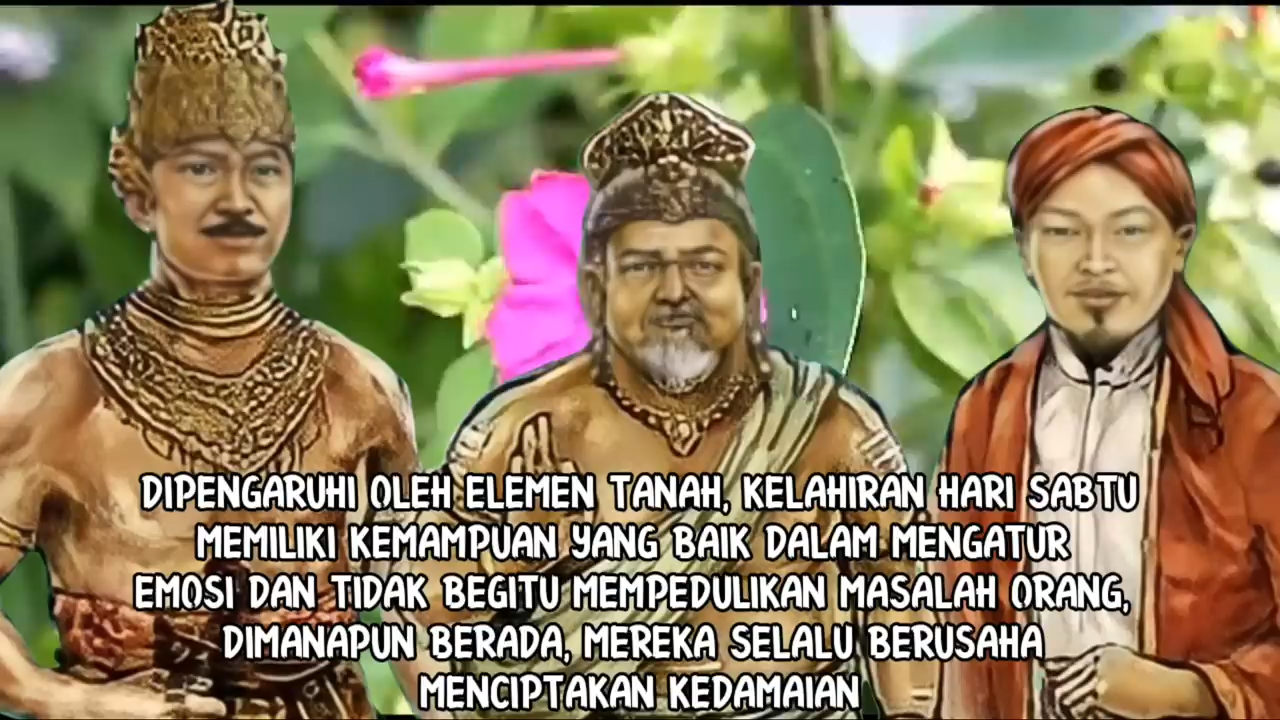 DIPENGARUHI OLEH ELEMEN TANAH, KELAHIRAN HARI SABTU
MEMILIKI KEMAMPUAN YANG BAIK DALAM MENGATUR
EMOSI DAN TIDAK BEGITU MEMPEDULIKAN MASALAH ORANG,
DIMANAPUN BERADA, MEREKA SELALU BERUSAHA
MENCIPTAKAN KEDAMAIAN